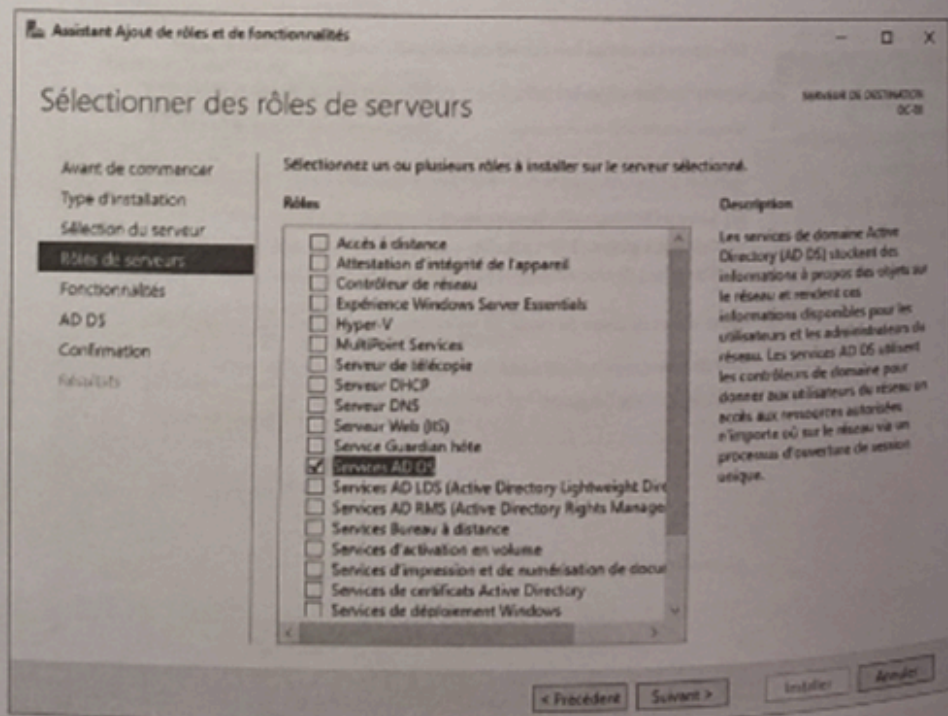 Assistant Ajout de rôles et de fonctionnalités
Sélectionner des rôles de serveurs
SERVEUR DE DESTINATION
Avant de commencer
Type d'installation
Sélection du serveur
Rôles de serveurs
Fonctionnalités
AD DS
Confirmation
Résultats
Sélectionnez un ou plusieurs rôles à installer sur le serveur sélectionné.
Rôles
Accès à distance
Attestation d'intégrité de l'appareil
Contrôleur de réseau
Expérience Windows Server Essentials
Hyper-V
MultiPoint Services
Serveur de télécopie
Serveur DHCP
Serveur DNS
Serveur Web (IIS)
Service Guardian hôte
Services AD DS
Services AD LDS (Active Directory Lightweight Dire
Services AD RMS (Active Directory Rights Manage
Services Bureau à distance
Services d'activation en volume
Services d'impression et de numérisation de docu
Services de certificats Active Directory
Services de déploiement Windows
Description
Les services de domaine Active
Directory (AD DS) stockent des
informations à propos des objets sur
le réseau et rendent ces
informations disponibles pour les
utilisateurs et les administrateurs de
réseau. Les services AD DS utilisent
les contrôleurs de domaine pour
donner aux utilisateurs du réseau un
accès aux ressources autorisées
n'importe où sur le réseau via un
processus d'ouverture de session
unique.
< Précédent
Suivant >
Installer
Annuler